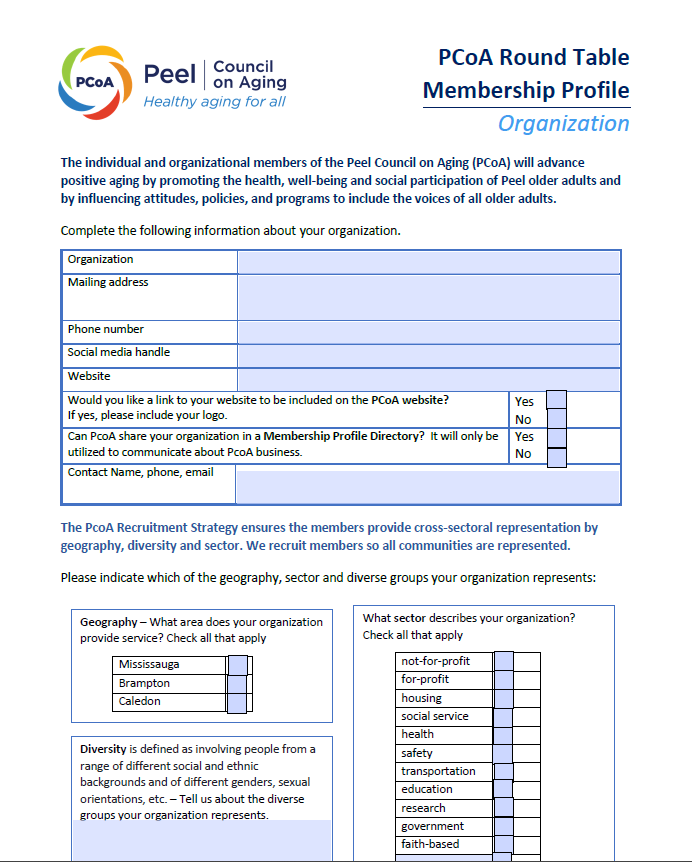 PCoA
Peel
Council
on Aging
Healthy aging for all
PCoA Round Table
Membership Profile
Organization
The individual and organizational members of the Peel Council on Aging (PCoA) will advance
positive aging by promoting the health, well-being and social participation of Peel older adults and
by influencing attitudes, policies, and programs to include the voices of all older adults.
Complete the following information about your organization.
Organization
Mailing address
Phone number
Social media handle
Website
Would you like a link to your website to be included on the PCoA website?
If yes, please include your logo.
Yes
No
Can PcoA share your organization in a Membership Profile Directory? It will only be
utilized to communicate about PcoA business.
Yes
No
Contact Name, phone, email
The PcoA Recruitment Strategy ensures the members provide cross-sectoral representation by
geography, diversity and sector. We recruit members so all communities are represented.
Please indicate which of the geography, sector and diverse groups your organization represents:
Geography – What area does your organization
provide service? Check all that apply
Mississauga
Brampton
Caledon
Diversity is defined as involving people from a
range of different social and ethnic
backgrounds and of different genders, sexual
orientations, etc. – Tell us about the diverse
groups your organization represents.
What sector describes your organization?
Check all that apply
not-for-profit
for-profit
housing
social service
health
safety
transportation
education
research
government
faith-based